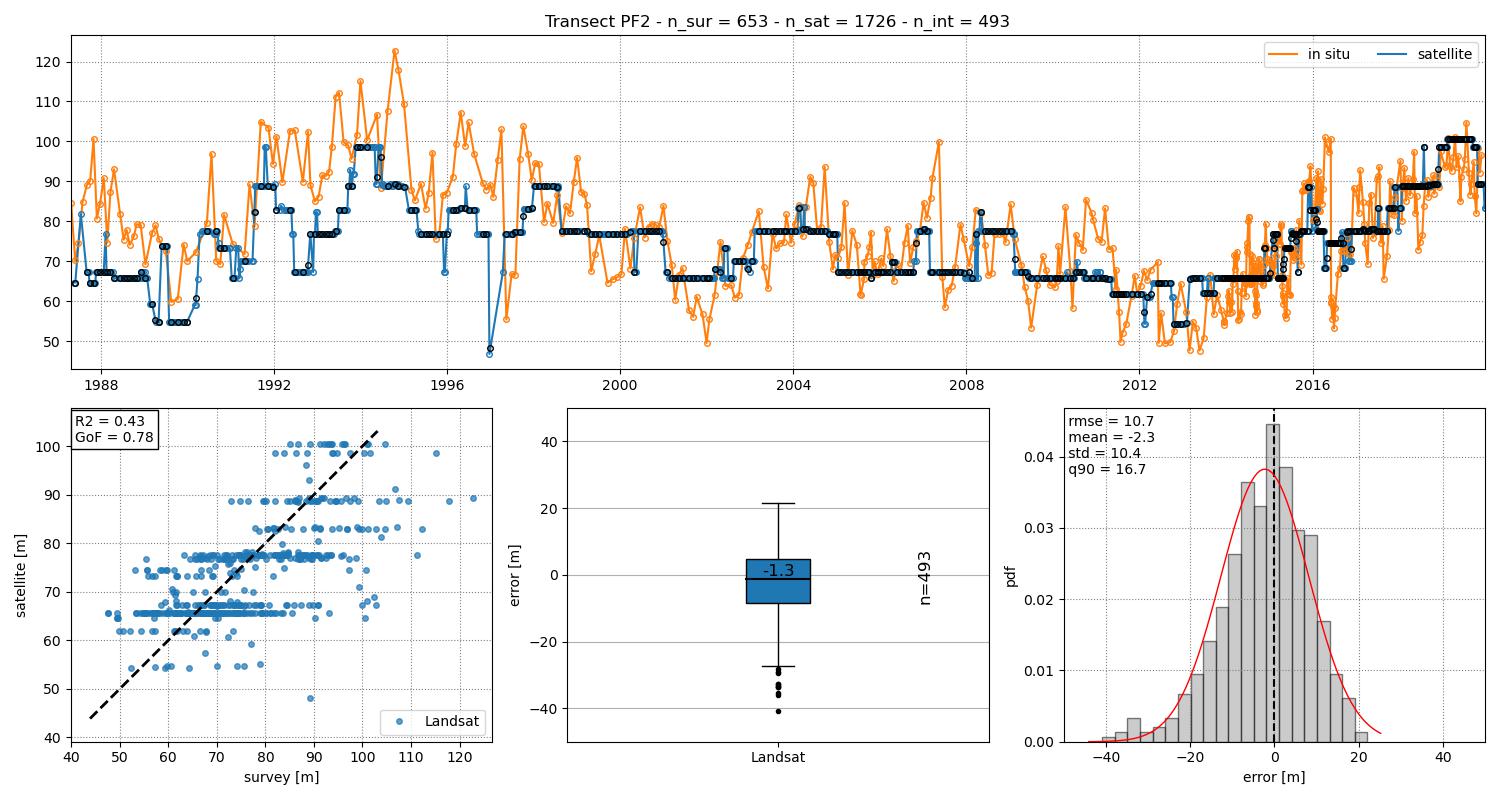 Transect PF2 - n_sur = 653 - n_sat = 1726 - n_int = 493
in situ
satellite
120
110
100
90
80
70
60
50
1988
1992
1996
2000
2004
2008
2012
2016
R2 = 0.43
GoF = 0.78
satellite [m]
100
90
80
70
60
50
40
Landsat
40
50
60
70
80
90
100
110
120
survey [m]
error [m]
40
20
0
−20
−40
-1.3
n=493
Landsat
rmse = 10.7
mean = -2.3
std = 10.4
q90 = 16.7
pdf
0.04
0.03
0.02
0.01
0.00
−40
−20
0
20
40
error [m]